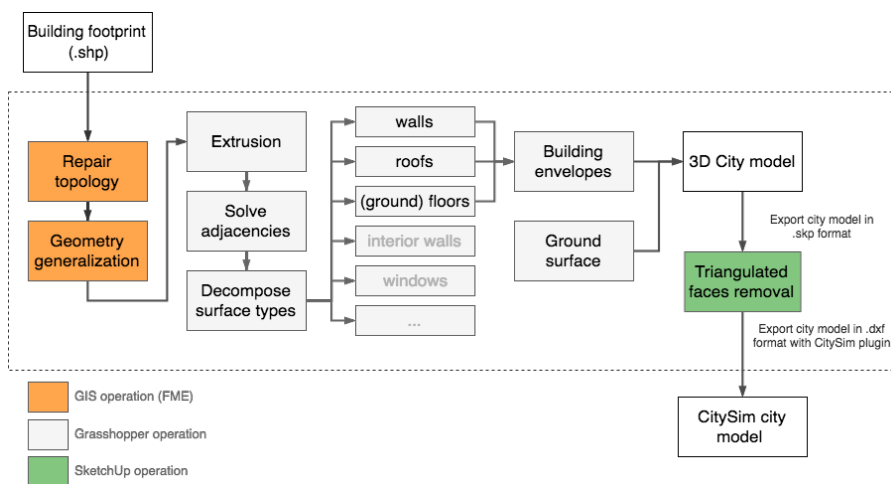 Building footprint
(.shp)
Repair
topology
Geometry
generalization
Extrusion
Solve
adjacencies
Decompose
surface types
walls
roofs
(ground) floors
interior walls
windows
...
Building
envelopes
Ground
surface
3D City model
Export city model in
.skp format
Triangulated
faces removal
Export city model in .dxf
format with CitySim plugin
CitySim city
model
GIS operation (FME)
Grasshopper operation
SketchUp operation